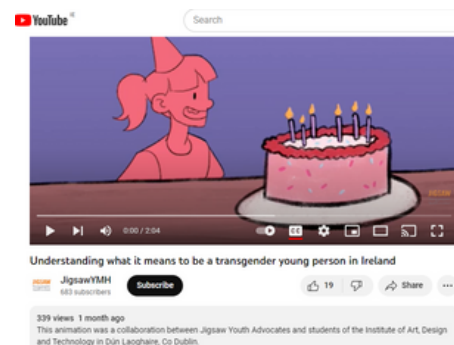 YouTube
Search
0:00 / 2:04
CC
Understanding what it means to be a transgender young person in Ireland
JigsawYMH
683 subscribers
Subscribe
19
Share
339 views 1 month ago
This animation was a collaboration between Jigsaw Youth Advocates and students of the Institute of Art, Design
and Technology in Dún Laoghaire, Co Dublin.